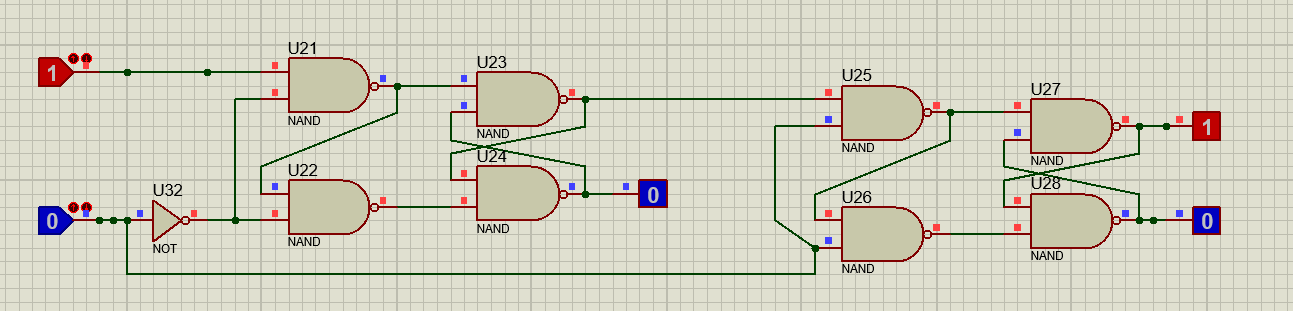 U21
U23
U25
U27
1
NAND
NAND
NAND
NAND
1
U32
U22
U24
U26
U28
0
NOT
NAND
NAND
0
NAND
NAND
0